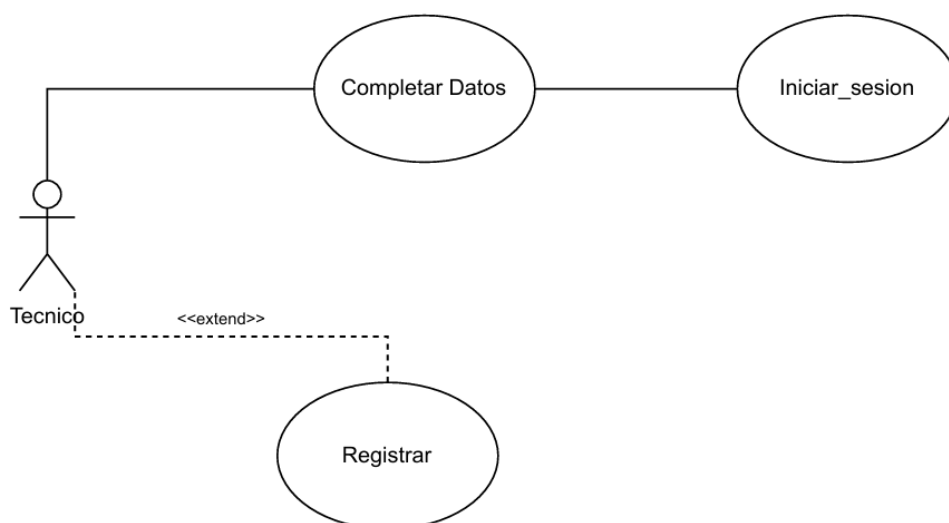 Completar Datos
Iniciar_sesion
Tecnico
<<extend>>
Registrar